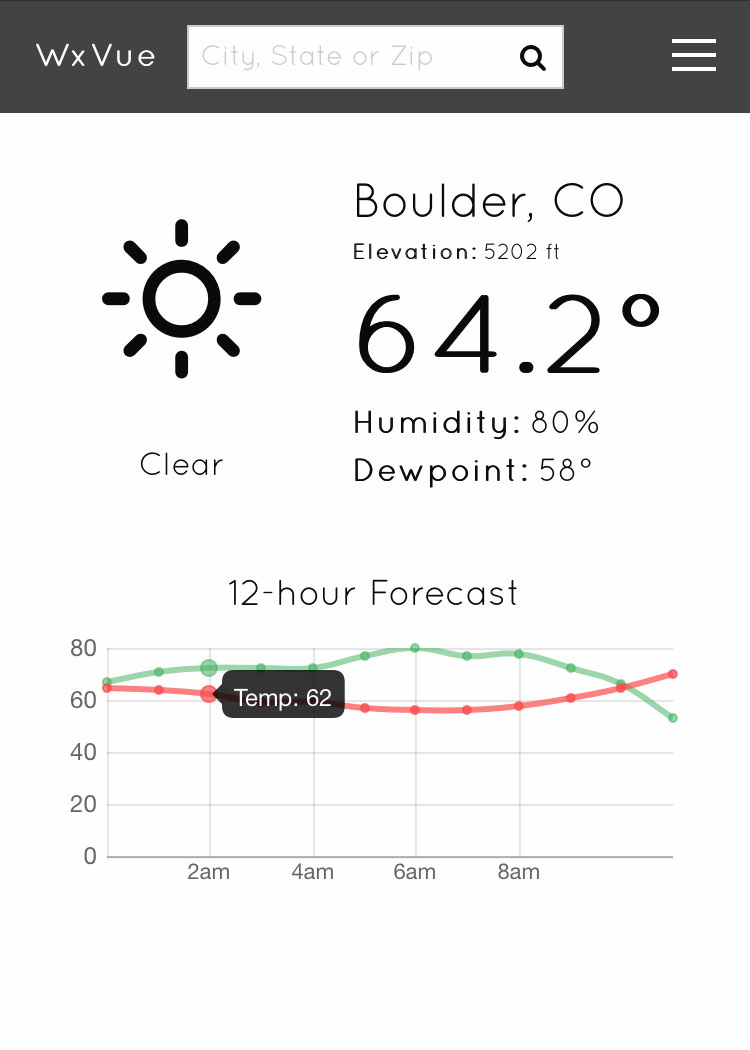 WxVue City, State or Zip
Boulder, CO
Elevation: 5202 ft
64.2°
Humidity: 80%
Clear
Dewpoint: 58°
12-hour Forecast
80
60
Temp: 62
40
20
0
2am 4am 6am 8am